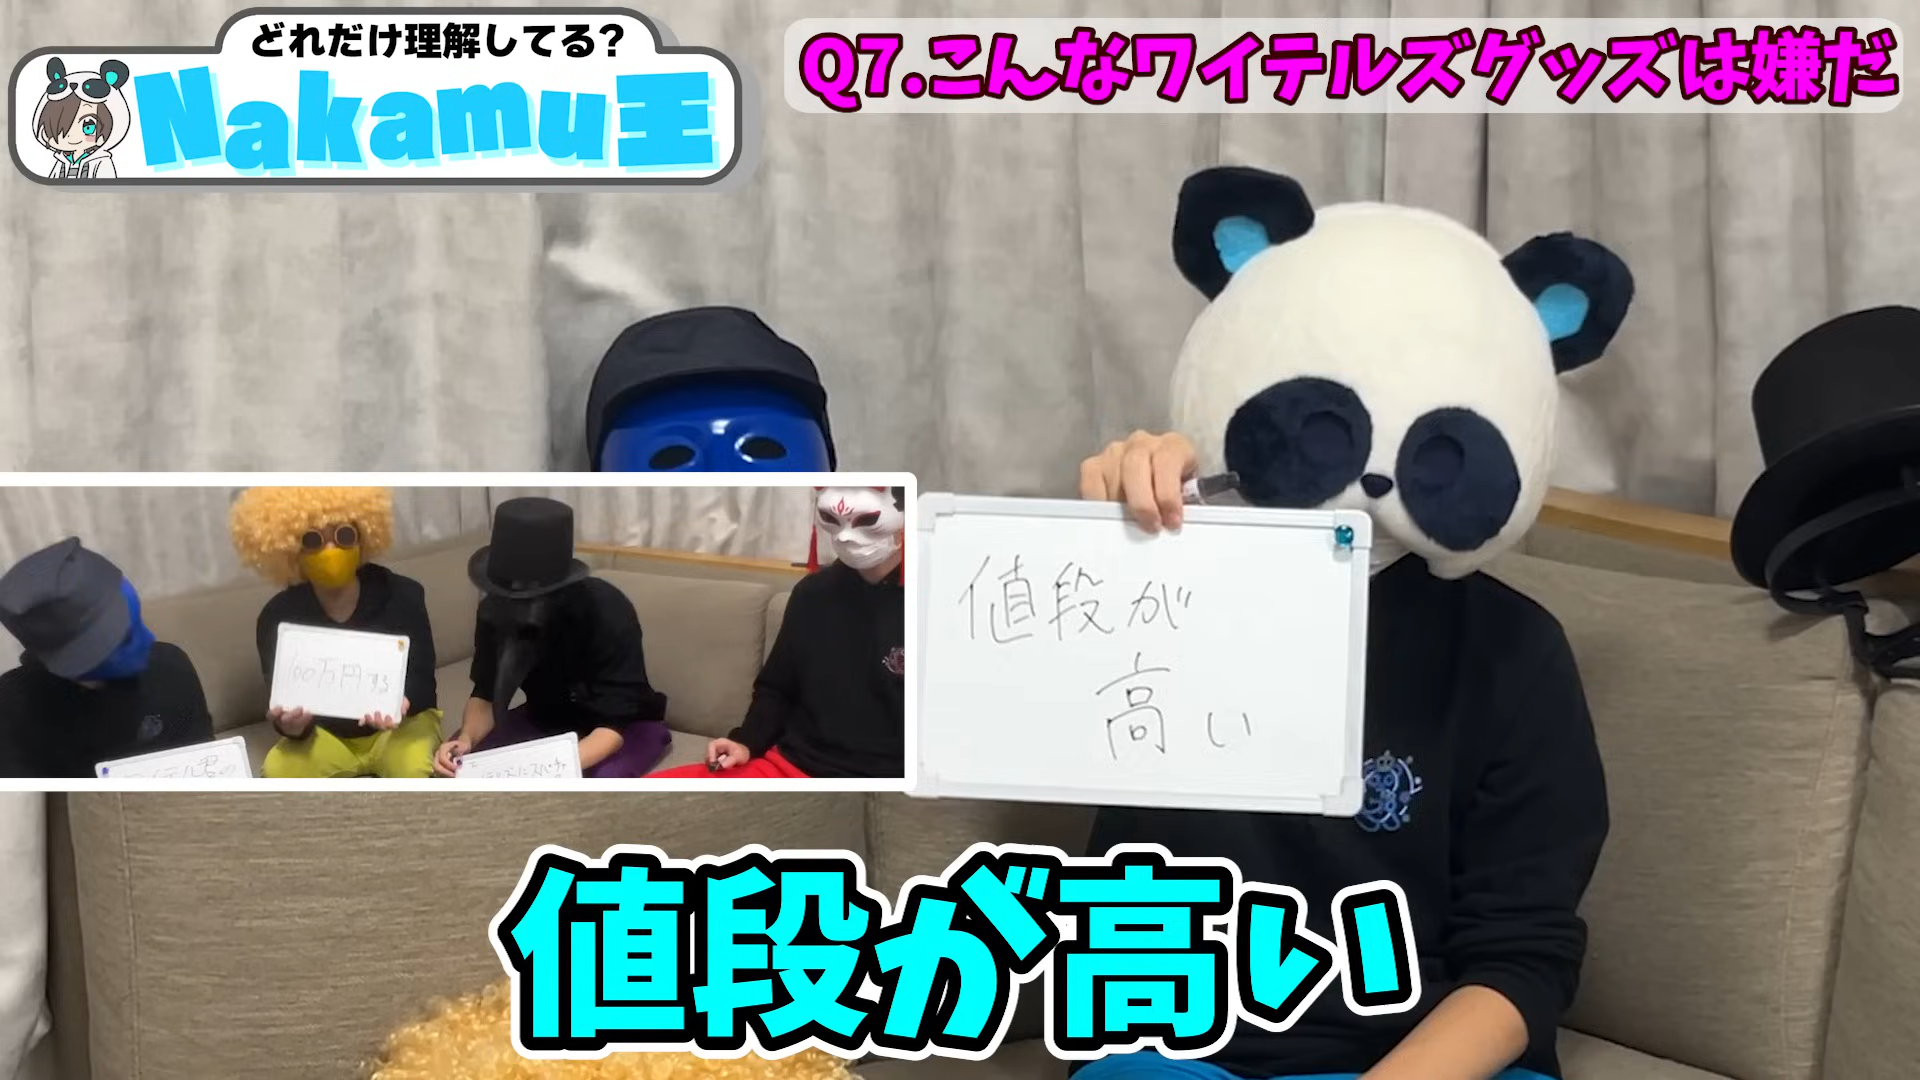 どれだけ理解してる?
Nakamu王
Q7.こんなワイテルズグッズは嫌だ
100万円する
値段が
高い
値段が高い